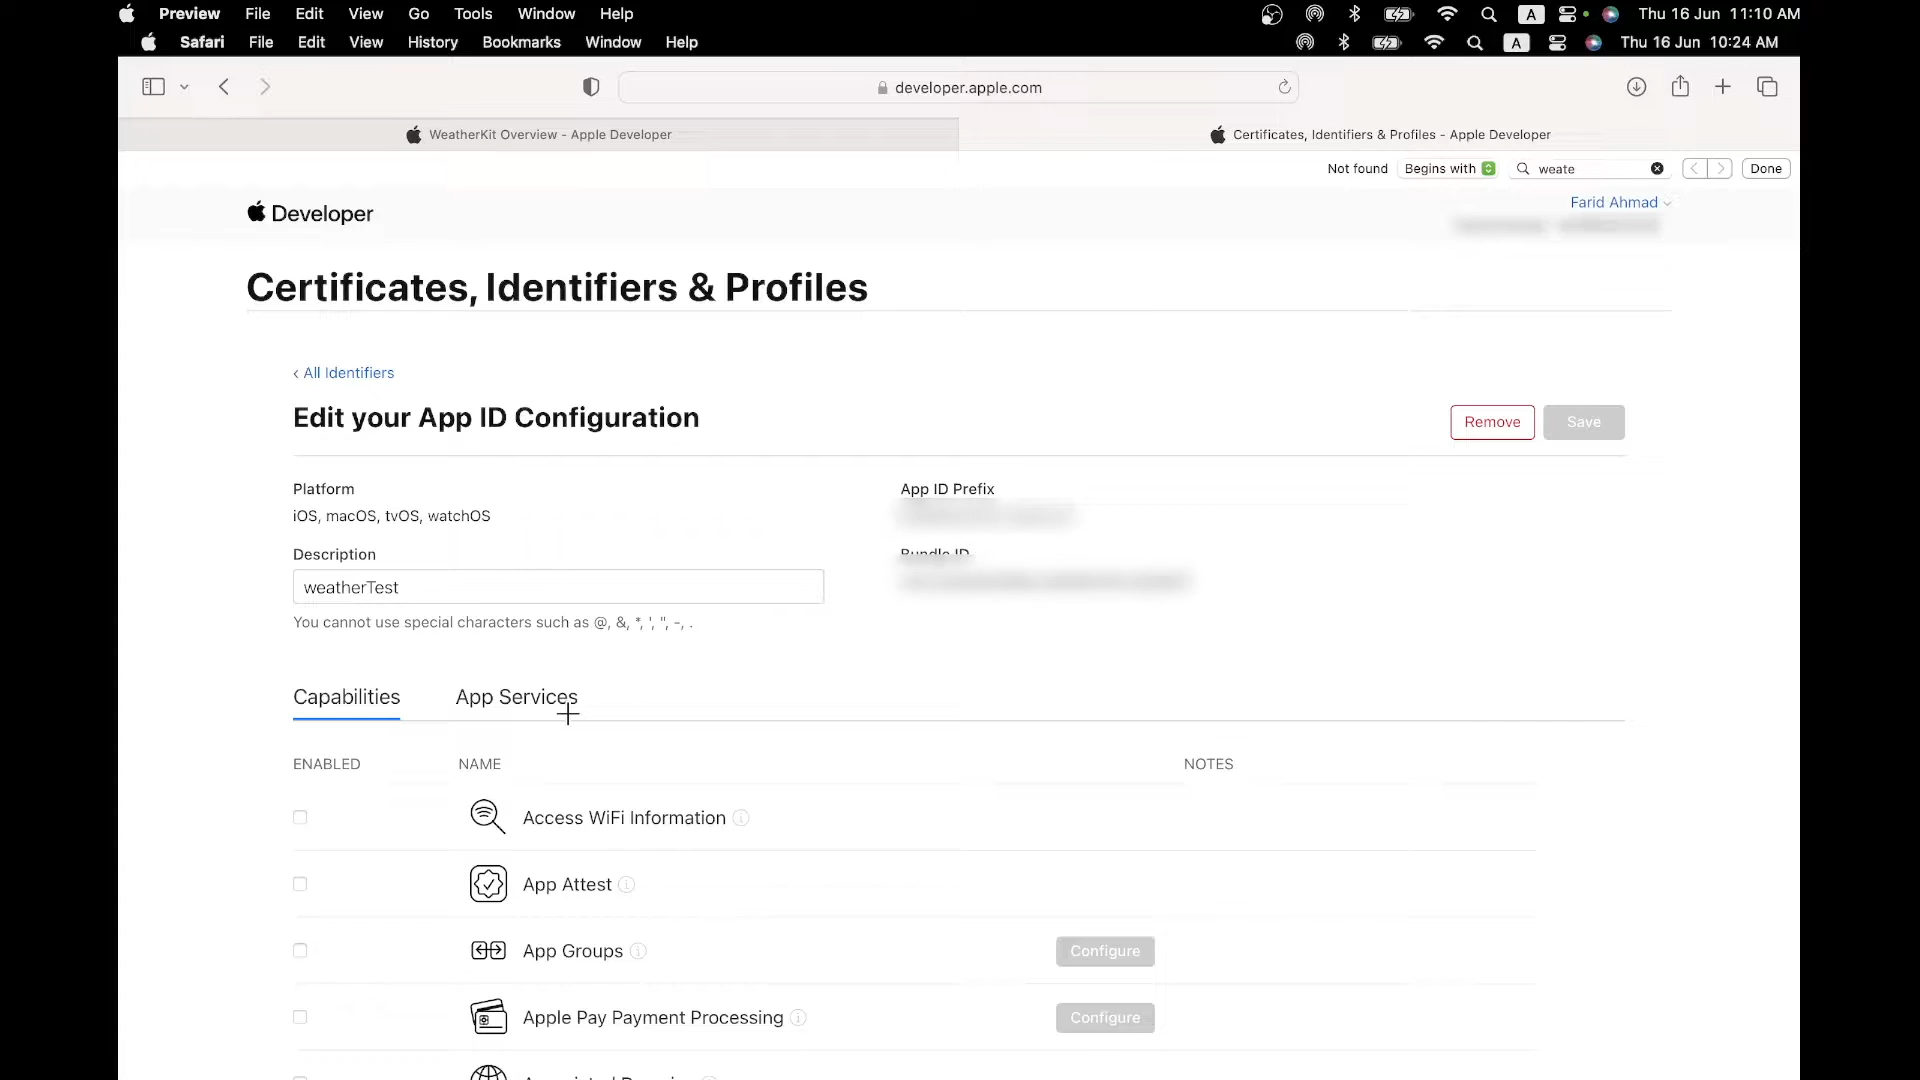 Preview File Edit View Go Tools Window Help A Thu 16 Jun 11:10 AM
Safari File Edit View History Bookmarks Window Help A Thu 16 Jun 10:24 AM
developer.apple.com
WeatherKit Overview - Apple Developer
Certificates, Identifiers & Profiles - Apple Developer
Not found Begins with weate Done
Developer
Farid Ahmad
Certificates, Identifiers & Profiles
‹ All Identifiers
Edit your App ID Configuration
Remove Save
Platform
iOS, macOS, tvOS, watchOS
App ID Prefix
Description
Bundle ID
weatherTest
You cannot use special characters such as @, &, *, ', ", -, .
Capabilities App Services
ENABLED NAME NOTES
Access WiFi Information
App Attest
App Groups Configure
Apple Pay Payment Processing Configure